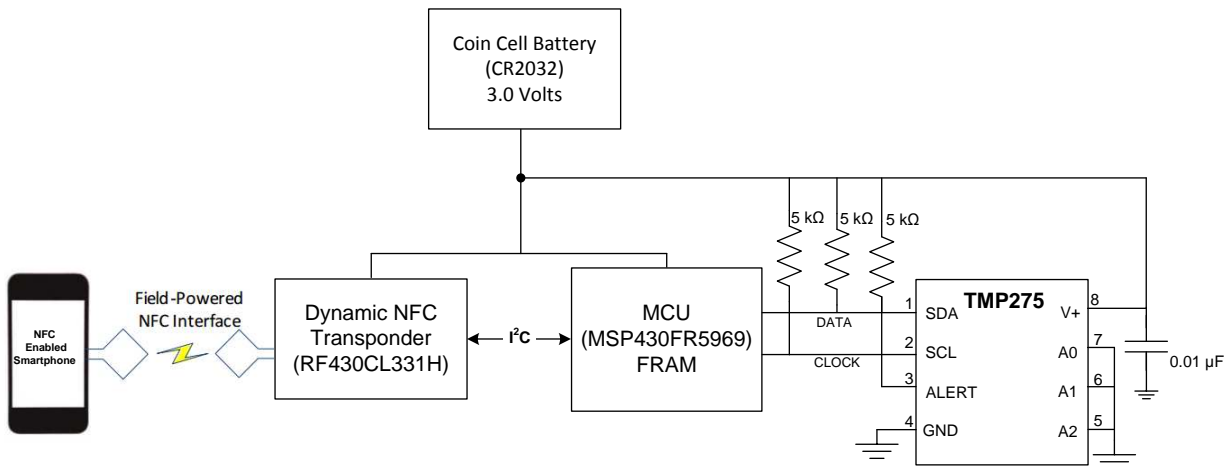 Coin Cell Battery
(CR2032)
3.0 Volts
5 kΩ
5 kΩ
5 kΩ
NFC
Enabled
Smartphone
Field-Powered
NFC Interface
Dynamic NFC
Transponder
(RF430CL331H)
I²C
MCU
(MSP430FR5969)
FRAM
DATA
CLOCK
TMP275
1
SDA
2
SCL
3
ALERT
4
GND
8
V+
7
A0
6
A1
5
A2
0.01 µF